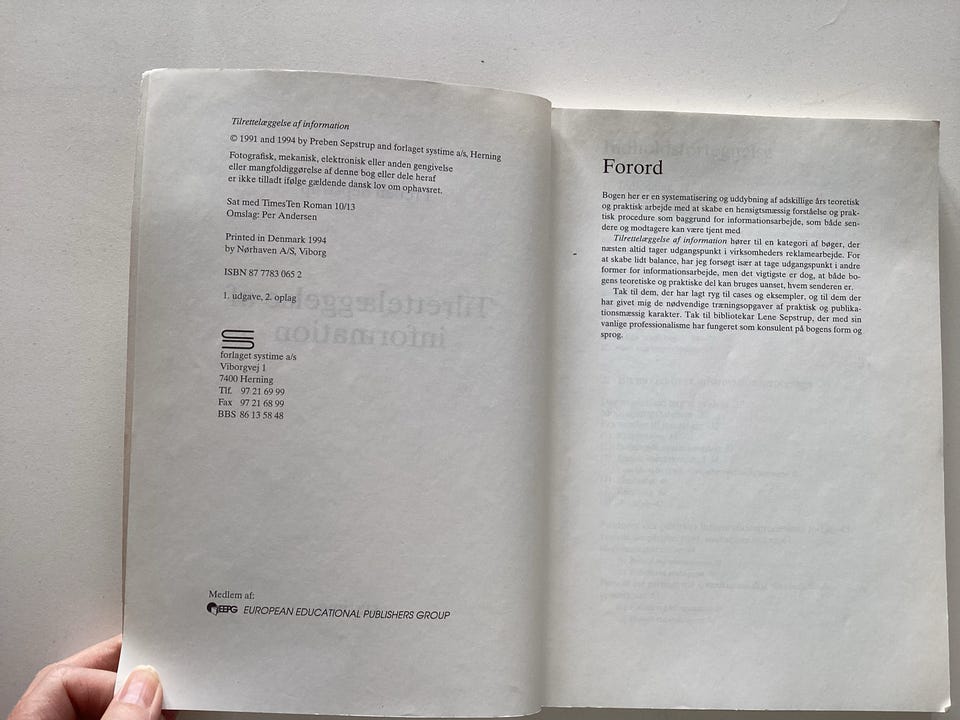 Tilrettelæggelse af information
© 1991 and 1994 by Preben Sepstrup and forlaget systime a/s, Herning
Fotografisk, mekanisk, elektronisk eller anden gengivelse
eller mangfoldiggørelse af denne bog eller dele heraf
er ikke tilladt ifølge gældende dansk lov om ophavsret.
Sat med TimesTen Roman 10/13
Omslag: Per Andersen
Printed in Denmark 1994
by Nørhaven A/S, Viborg
ISBN 87 7783 065 2
1. udgave, 2. oplag
forlaget systime a/s
Viborgvej 1
7400 Herning
Tlf. 97 21 69 99
Fax 97 21 68 99
BBS 86 13 58 48
Medlem af:
EEPG EUROPEAN EDUCATIONAL PUBLISHERS GROUP
Forord
Bogen her er en systematisering og uddybning af adskillige års teoretisk
og praktisk arbejde med at skabe en hensigtsmæssig forståelse og prak-
tisk procedure som baggrund for informationsarbejde, som både sen-
dere og modtagere kan være tjent med
Tilrettelæggelse af information hører til en kategori af bøger, der
næsten altid tager udgangspunkt i virksomheders reklamearbejde. For
at skabe lidt balance, har jeg forsøgt især at tage udgangspunkt i andre
former for informationsarbejde, men det vigtigste er dog, at både bo-
gens teoretiske og praktiske del kan bruges uanset, hvem senderen er.
Tak til dem, der har lagt ryg til cases og eksempler, og til dem der
har givet mig de nødvendige træningsopgaver af praktisk og publika-
tionsmæssig karakter. Tak til bibliotekar Lene Sepstrup, der med sin
vanlige professionalisme har fungeret som konsulent på bogens form og
sprog.